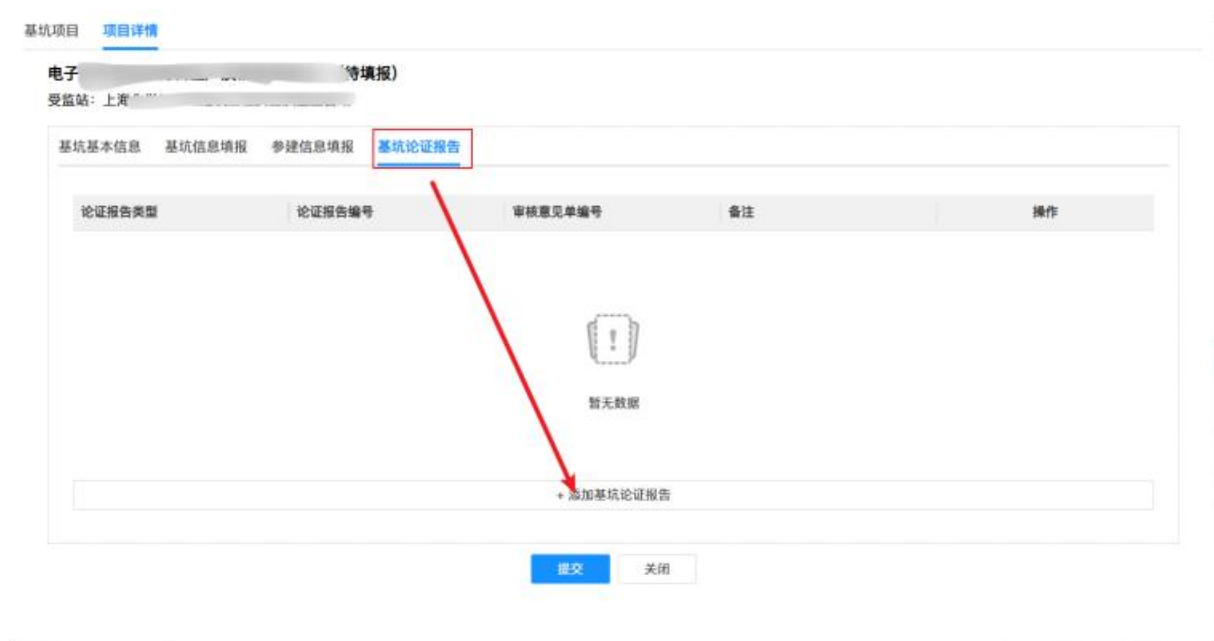 基坑项目 项目详情
电子 待填报）
受监站：上海
基坑基本信息 基坑信息填报 参建信息填报 基坑论证报告
论证报告类型 论证报告编号 审核意见单编号 备注 操作
暂无数据
+ 添加基坑论证报告
提交 关闭